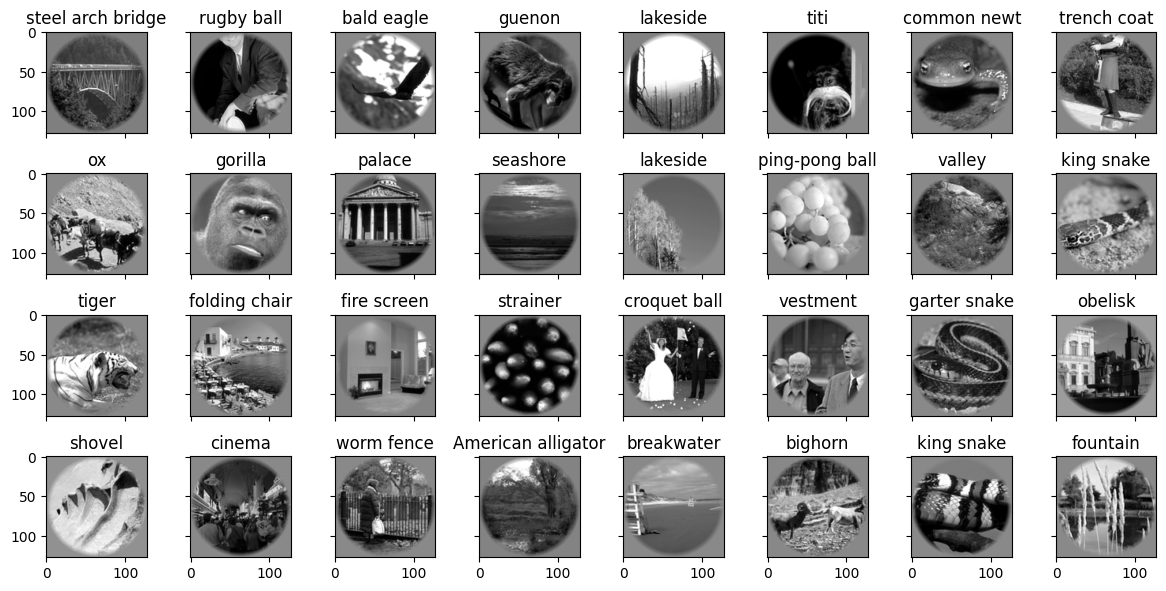 steel arch bridge rugby ball bald eagle guenon lakeside titi common newt trench coat
0
50
100
ox gorilla palace seashore lakeside ping-pong ball valley king snake
0
50
100
tiger folding chair fire screen strainer croquet ball vestment garter snake obelisk
0
50
100
shovel cinema worm fence American alligator breakwater bighorn king snake fountain
0
50
100
0 100 0 100 0 100 0 100 0 100 0 100 0 100 0 100